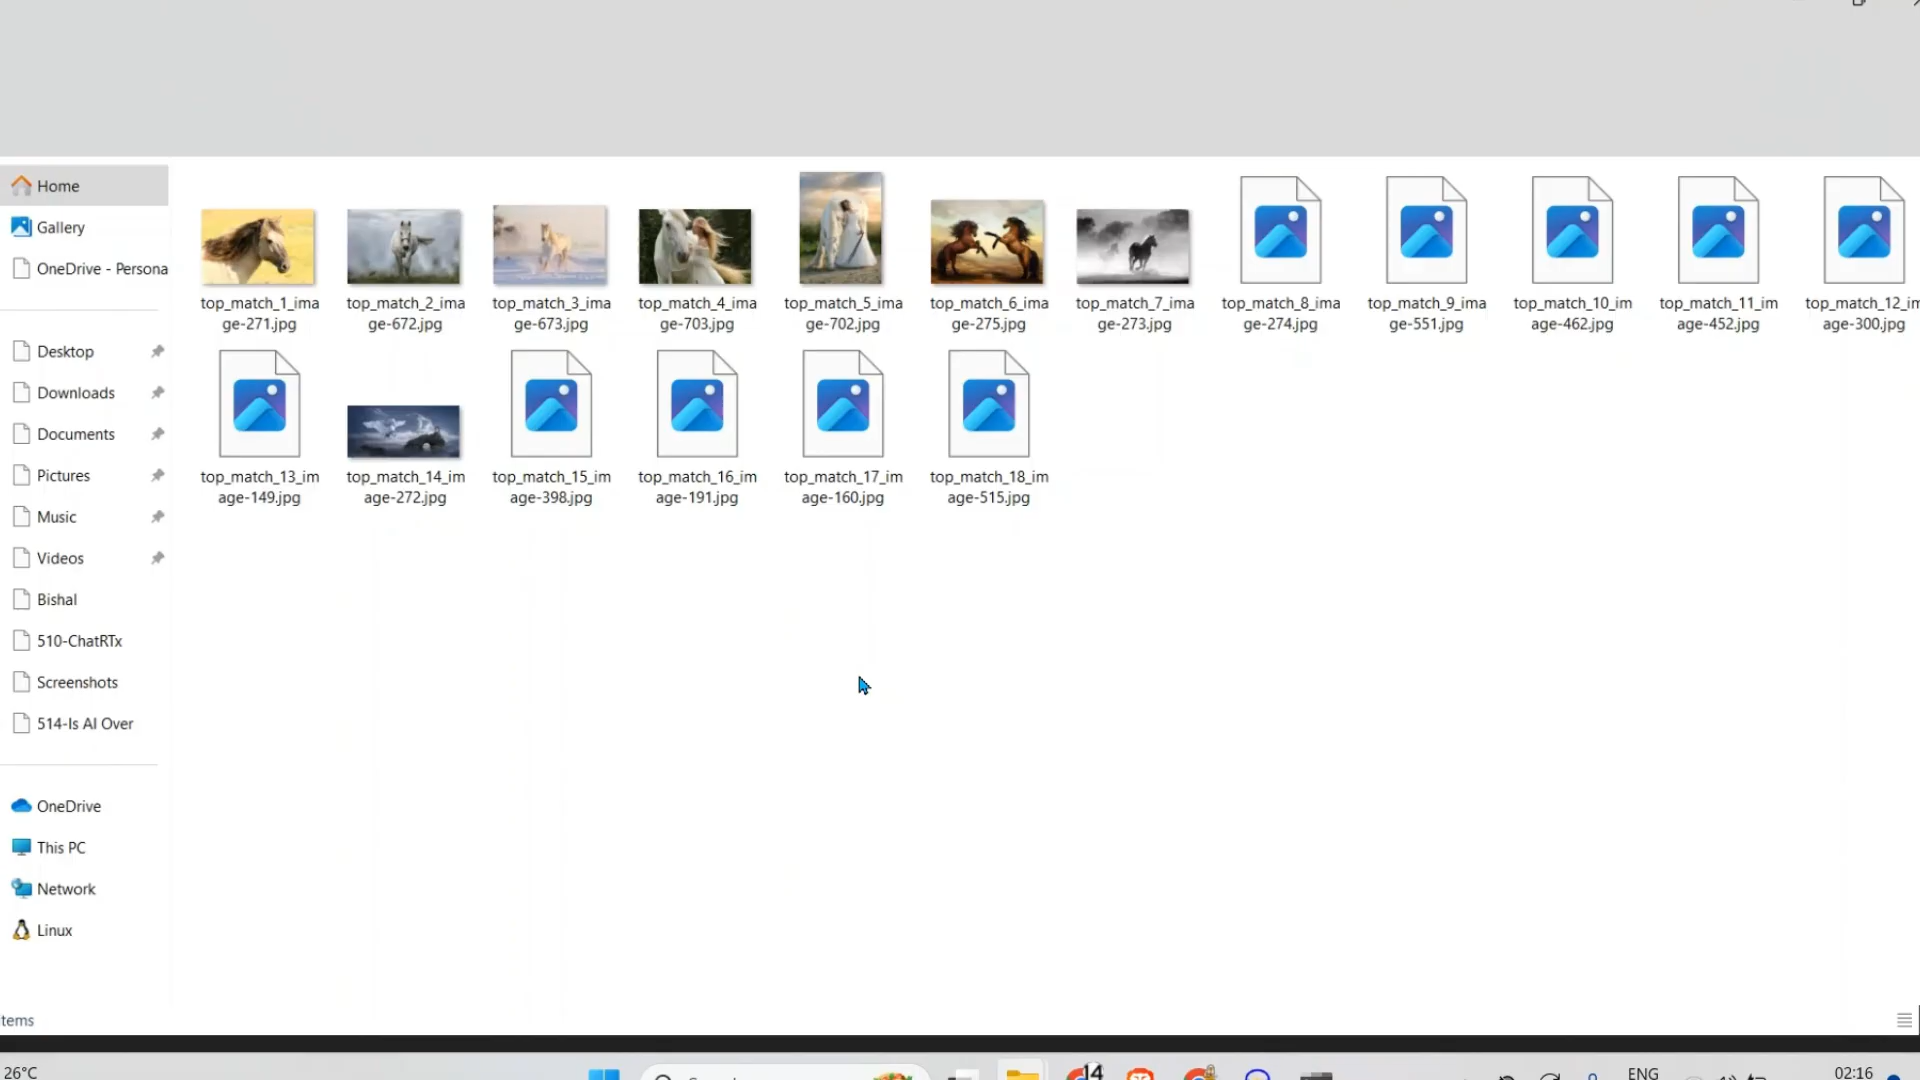 Home
Gallery
OneDrive - Persona
Desktop
Downloads
Documents
Pictures
Music
Videos
Bishal
510-ChatRTx
Screenshots
514-Is AI Over
OneDrive
This PC
Network
Linux
top_match_1_ima
ge-271.jpg
top_match_2_ima
ge-672.jpg
top_match_3_ima
ge-673.jpg
top_match_4_ima
ge-703.jpg
top_match_5_ima
ge-702.jpg
top_match_6_ima
ge-275.jpg
top_match_7_ima
ge-273.jpg
top_match_8_ima
ge-274.jpg
top_match_9_ima
ge-551.jpg
top_match_10_im
age-462.jpg
top_match_11_im
age-452.jpg
top_match_12_im
age-300.jpg
top_match_13_im
age-149.jpg
top_match_14_im
age-272.jpg
top_match_15_im
age-398.jpg
top_match_16_im
age-191.jpg
top_match_17_im
age-160.jpg
top_match_18_im
age-515.jpg
tems
26°C
14
ENG
02:16